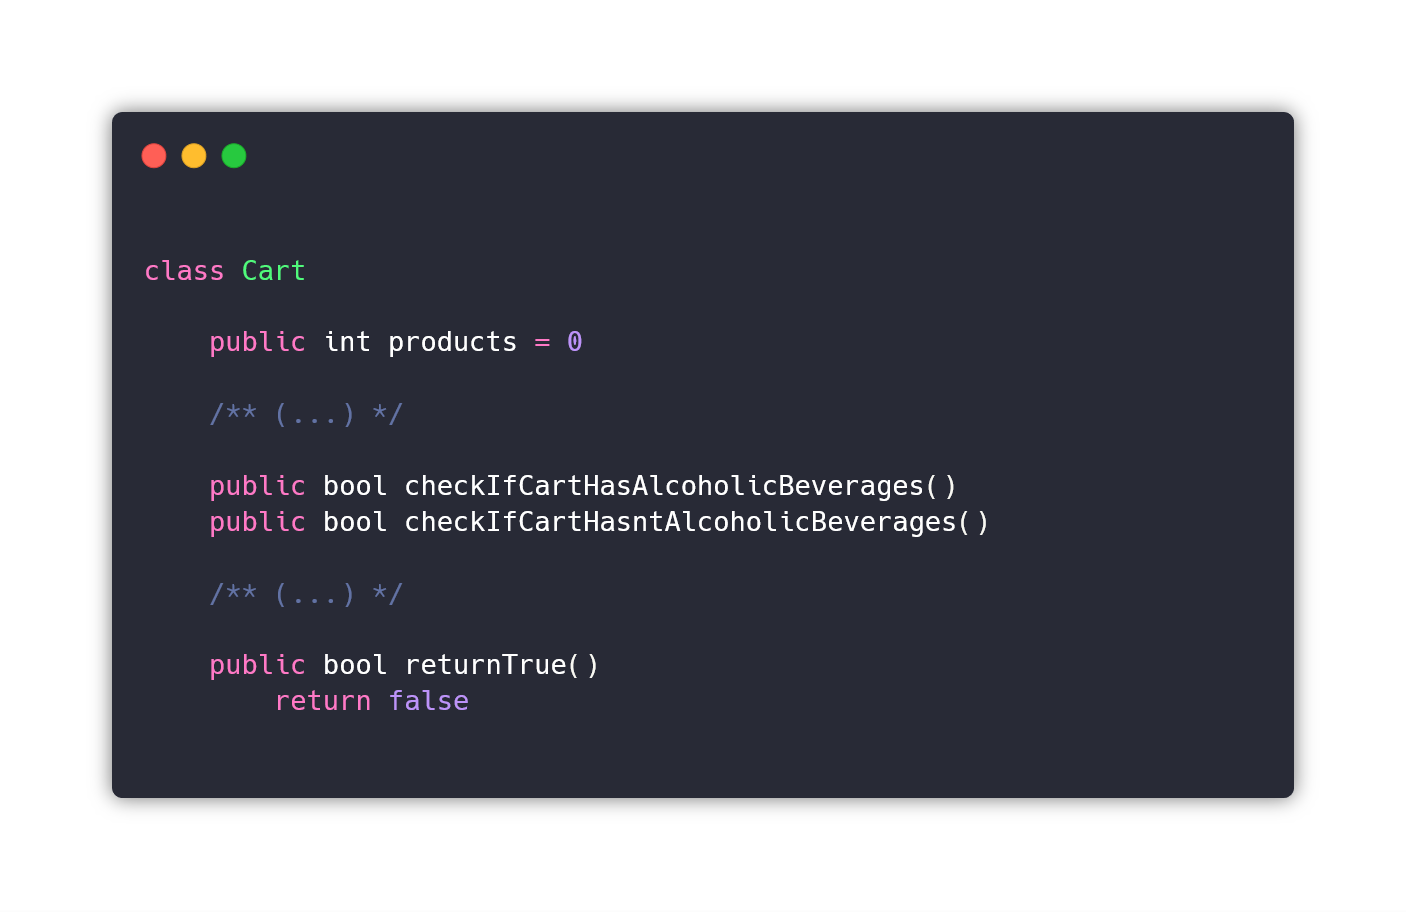 class Cart
public int products = 0
/** (...) */
public bool checkIfCartHasAlcoholicBeverages()
public bool checkIfCartHasntAlcoholicBeverages()
/** (...) */
public bool returnTrue()
return false